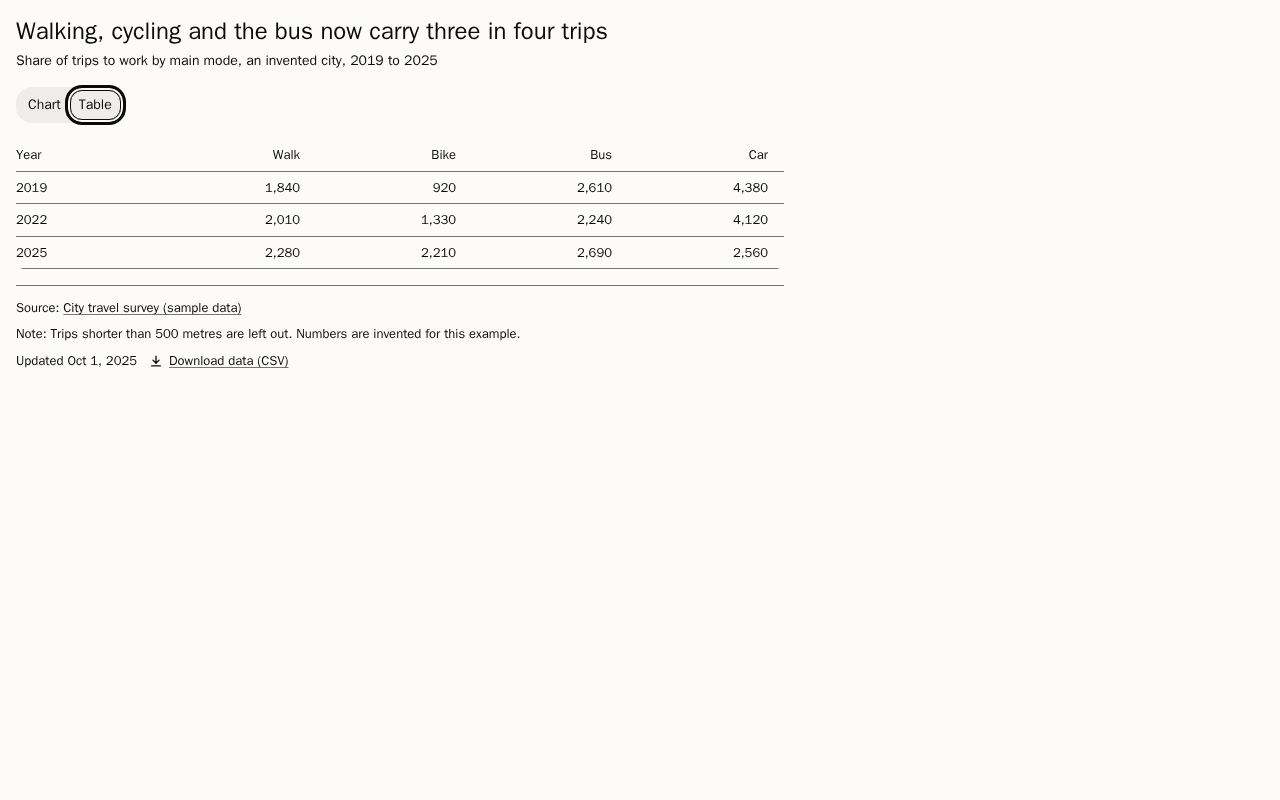 Walking, cycling and the bus now carry three in four trips
Share of trips to work by main mode, an invented city, 2019 to 2025
Chart Table
Year Walk Bike Bus Car
2019 1,840 920 2,610 4,380
2022 2,010 1,330 2,240 4,120
2025 2,280 2,210 2,690 2,560
Source: City travel survey (sample data)
Note: Trips shorter than 500 metres are left out. Numbers are invented for this example.
Updated Oct 1, 2025 Download data (CSV)